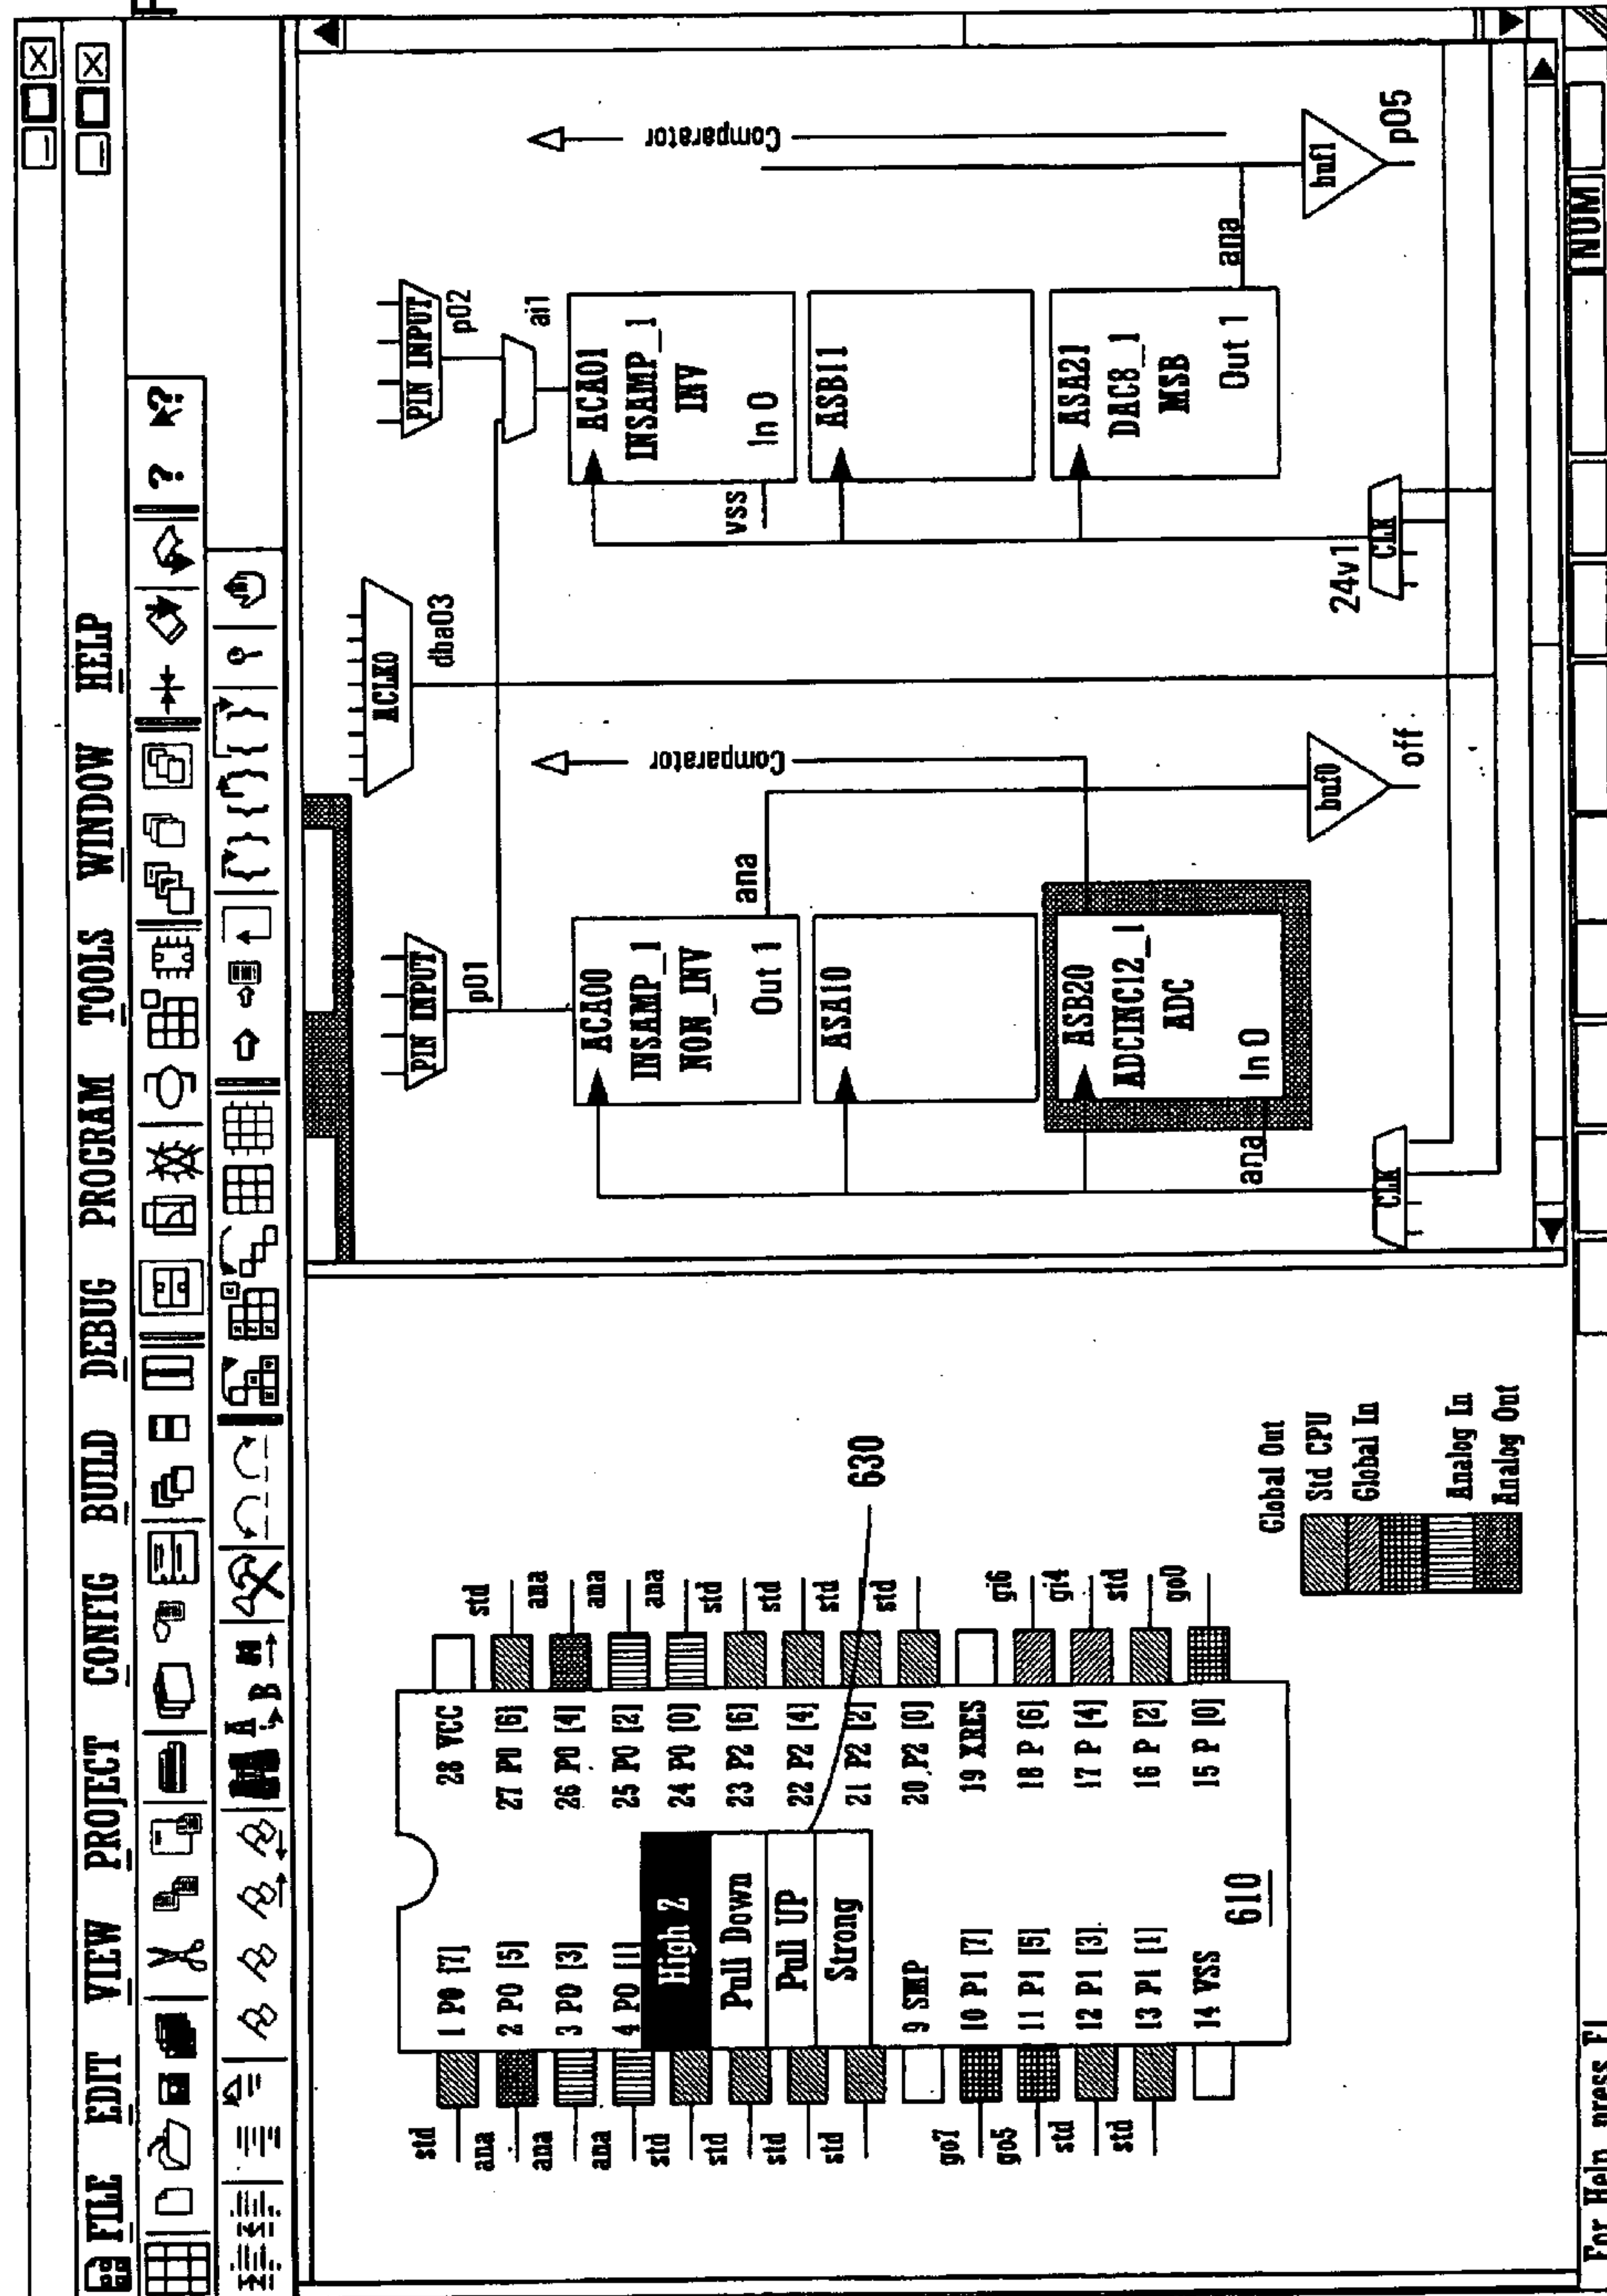 FILE EDIT VIEW PROJECT CONFIG BUILD DEBUG PROGRAM TOOLS WINDOW HELP
A
B
? ?
std
ana
ana
ana
std
std
std
std
go7
go5
std
std
1 P0 [7]
2 P0 [5]
3 P0 [3]
4 P0 [1]
High Z
Pull Down
Pull UP
Strong
9 SMP
10 P1 [7]
11 P1 [5]
12 P1 [3]
13 P1 [1]
14 VSS
610
28 VCC
27 P0 [6]
26 P0 [4]
25 P0 [2]
24 P0 [0]
23 P2 [6]
22 P2 [4]
21 P2 [2]
20 P2 [0]
19 XRES
18 P [6]
17 P [4]
16 P [2]
15 P [0]
std
ana
ana
ana
std
std
std
std
gi6
gi4
std
go0
630
Global Out
Std CPU
Global In
Analog In
Analog Out
PIN INPUT
p01
ACLK0
dba03
PIN INPUT
p02
ai1
ACA00
INSAMP_1
NON_INV
Out 1
ana
ASA10
ASB20
ADCINC12_1
ADC
In 0
ana
Comparator
buf0
off
CLK
ACA01
INSAMP_1
INV
In 0
vss
ASB11
ASA21
DAC8_1
MSB
Out 1
ana
Comparator
buf1
p05
24v1
CLK
For Help, press F1
NUM